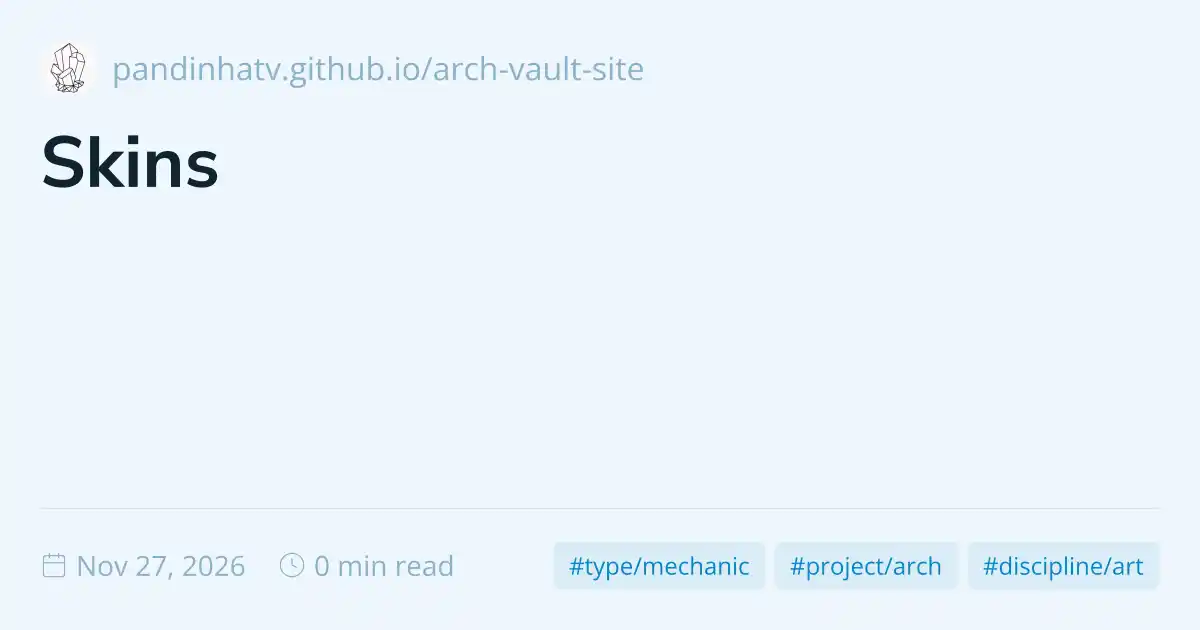 pandinhatv.github.io/arch-vault-site
Skins
Nov 27, 2026 0 min read #type/mechanic #project/arch #discipline/art